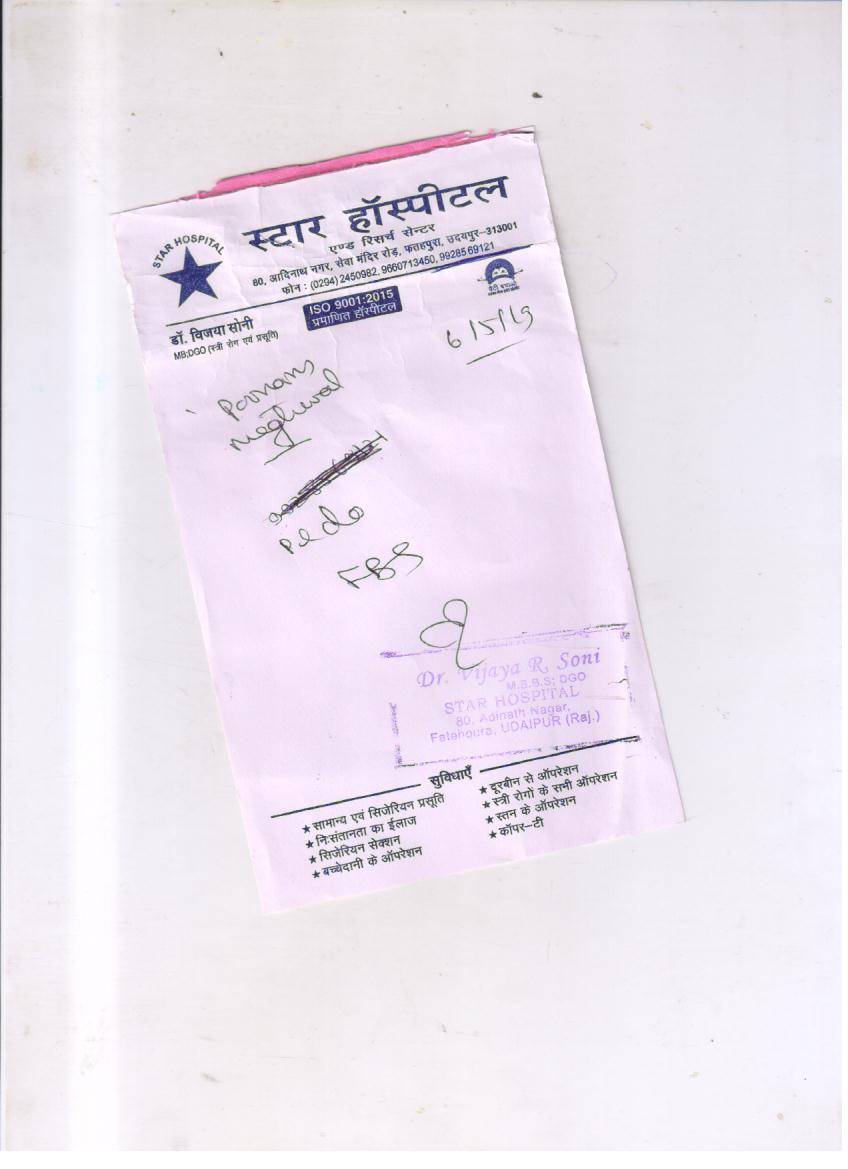 STAR HOSPITAL
स्टार हॉस्पीटल
एण्ड रिसर्च सेन्टर
80, आदिनाथ नगर, सेवा मंदिर रोड़, फतहपुरा, उदयपुर-313001
फोन : (0294) 2450982, 9660713450, 9928569121
ISO 9001:2015
प्रमाणित हॉस्पीटल
डॉ. विजया सोनी
MB;DGO (स्त्री रोग एवं प्रसूति)
6/5/19
meghwal
FBS
Dr. Vijaya R. Soni
M.B.B.S; DGO
STAR HOSPITAL
80, Adinath Nagar,
Fatehpura, UDAIPUR (Raj.)
सुविधाएँ
★ सामान्य एवं सिजेरियन प्रसूति
★ निःसंतानता का ईलाज
★ सिजेरियन सेक्शन
★ बच्चेदानी के ऑपरेशन
★ दूरबीन से ऑपरेशन
★ स्त्री रोगों के सभी ऑपरेशन
★ स्तन के ऑपरेशन
★ कॉपर-टी